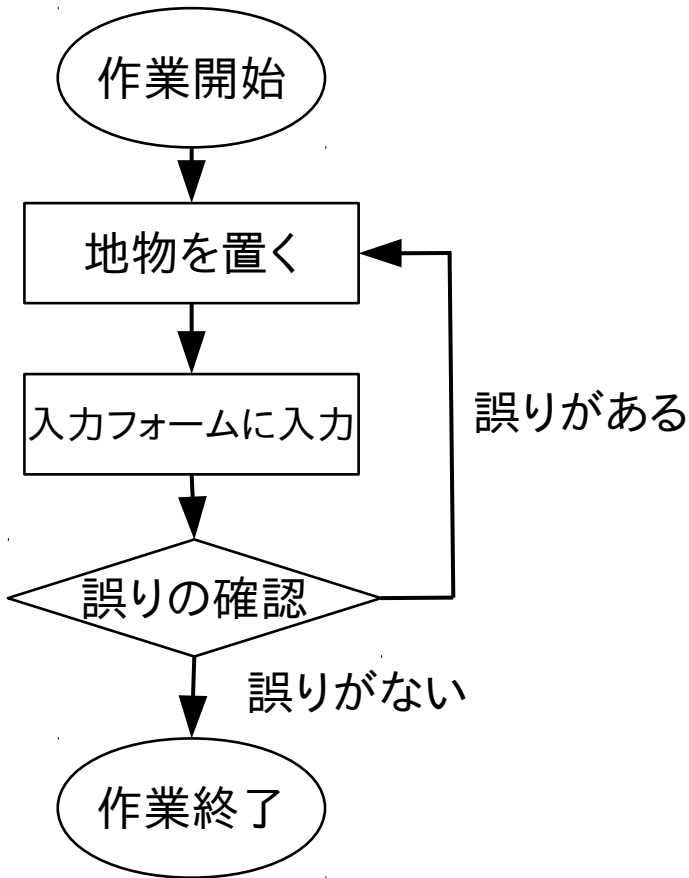 作業開始
地物を置く
入力フォームに入力
誤りがある
誤りの確認
誤りがない
作業終了